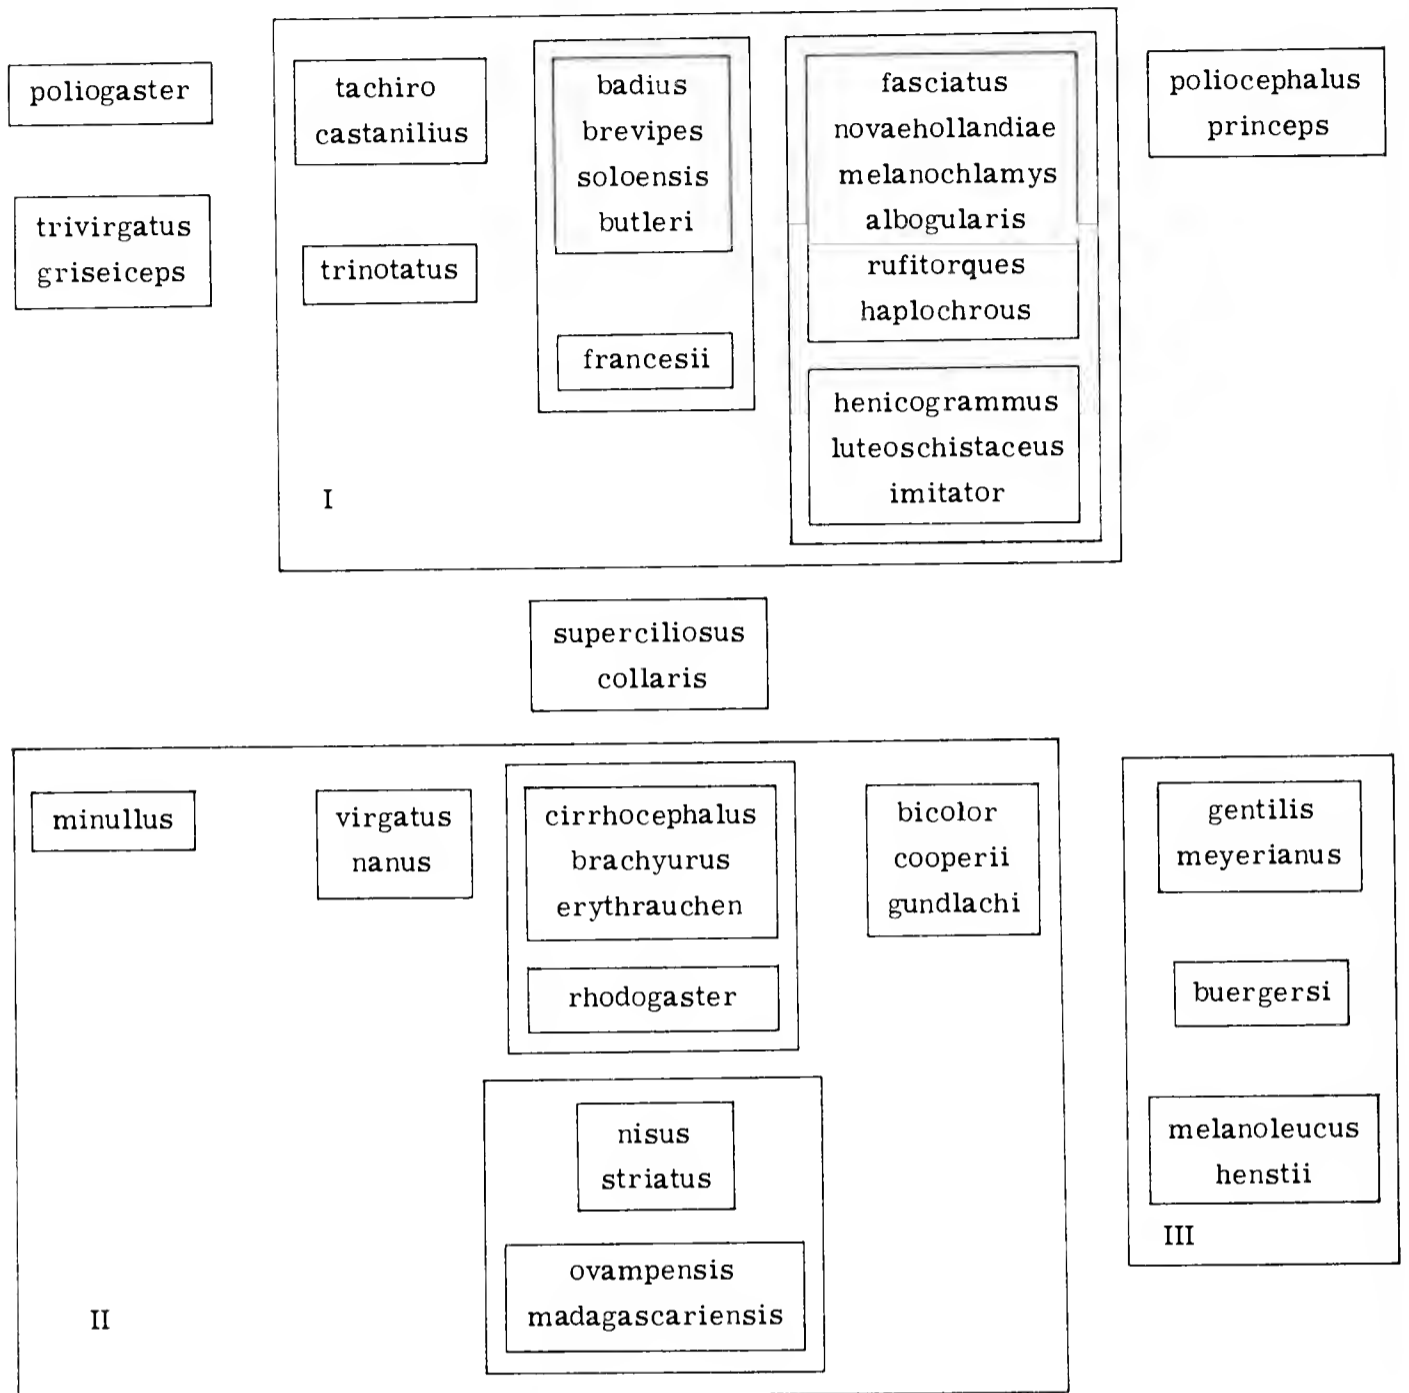 poliogaster
trivirgatus
griseiceps
tachiro
castanilius
trinotatus
badius
brevipes
soloensis
butleri
francesii
fasciatus
novaehollandiae
melanochlamys
albogularis
rufitorques
haplochrous
henicogrammus
luteoschistaceus
imitator
I
poliocephalus
princeps
superciliosus
collaris
minullus
virgatus
nanus
cirrhocephalus
brachyurus
erythrauchen
rhodogaster
nisus
striatus
ovampensis
madagascariensis
bicolor
cooperii
gundlachi
II
gentilis
meyerianus
buergersi
melanoleucus
henstii
III